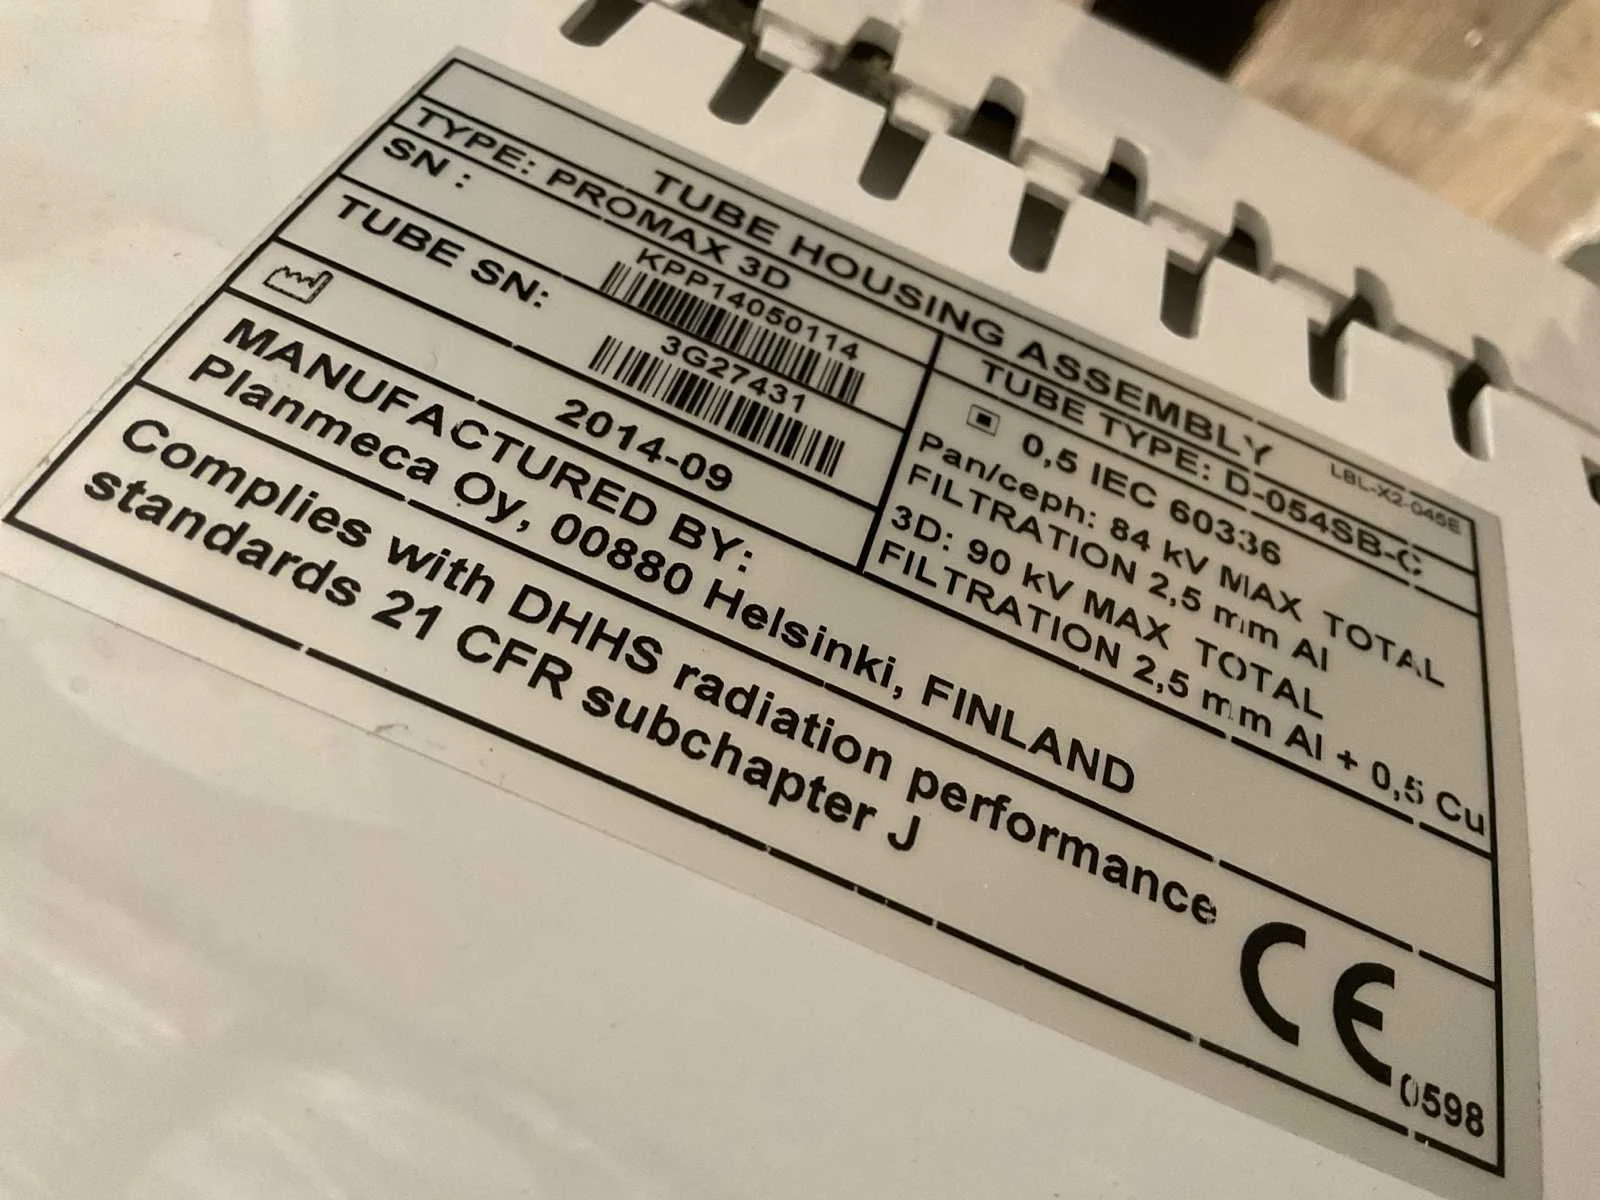 TUBE HOUSING ASSEMBLY
LBL-X2-045E
TYPE: PROMAX 3D
SN :
KPP14050114
TUBE SN:
3G27431
2014-09
TUBE TYPE: D-054SB-C
0,5 IEC 60336
Pan/ceph: 84 kV MAX TOTAL
FILTRATION 2,5 mm Al
3D: 90 kV MAX TOTAL
FILTRATION 2,5 mm Al + 0,5 Cu
MANUFACTURED BY:
Planmeca Oy, 00880 Helsinki, FINLAND
Complies with DHHS radiation performance
standards 21 CFR subchapter J
CE
0598